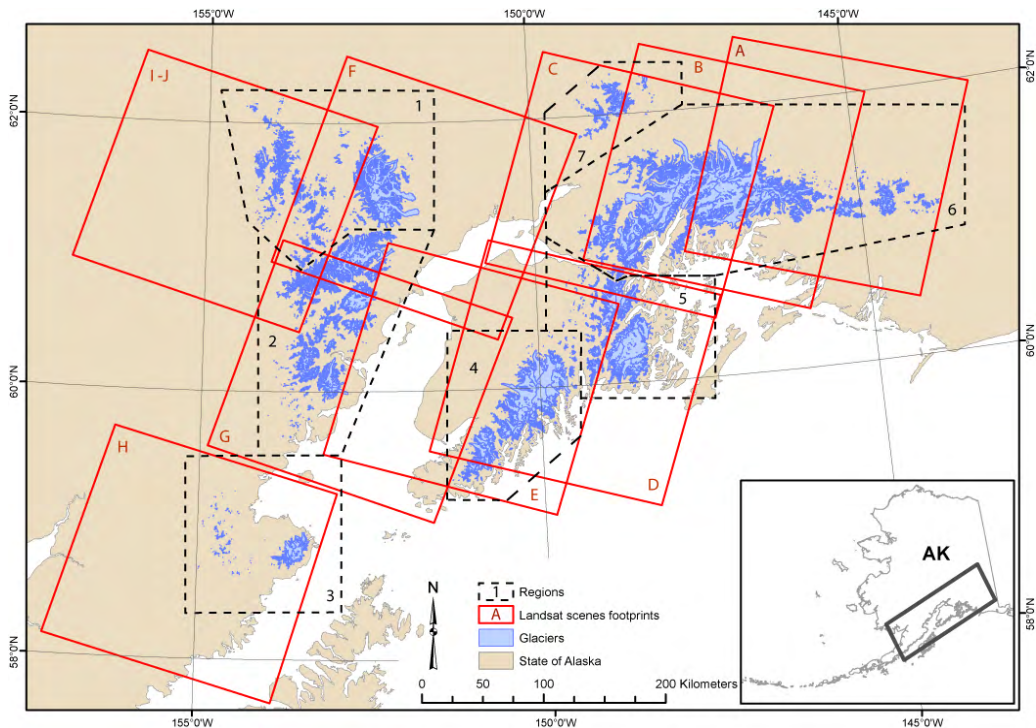 155°0'W 150°0'W 145°0'W
62°0'N
62°0'N
60°0'N
60°0'N
58°0'N
58°0'N
155°0'W 150°0'W 145°0'W
A
B
C
F
I -J
1
7
6
5
2
4
G
H
E
D
3
N
1 Regions
A Landsat scenes footprints
Glaciers
State of Alaska
0 50 100 200 Kilometers
AK